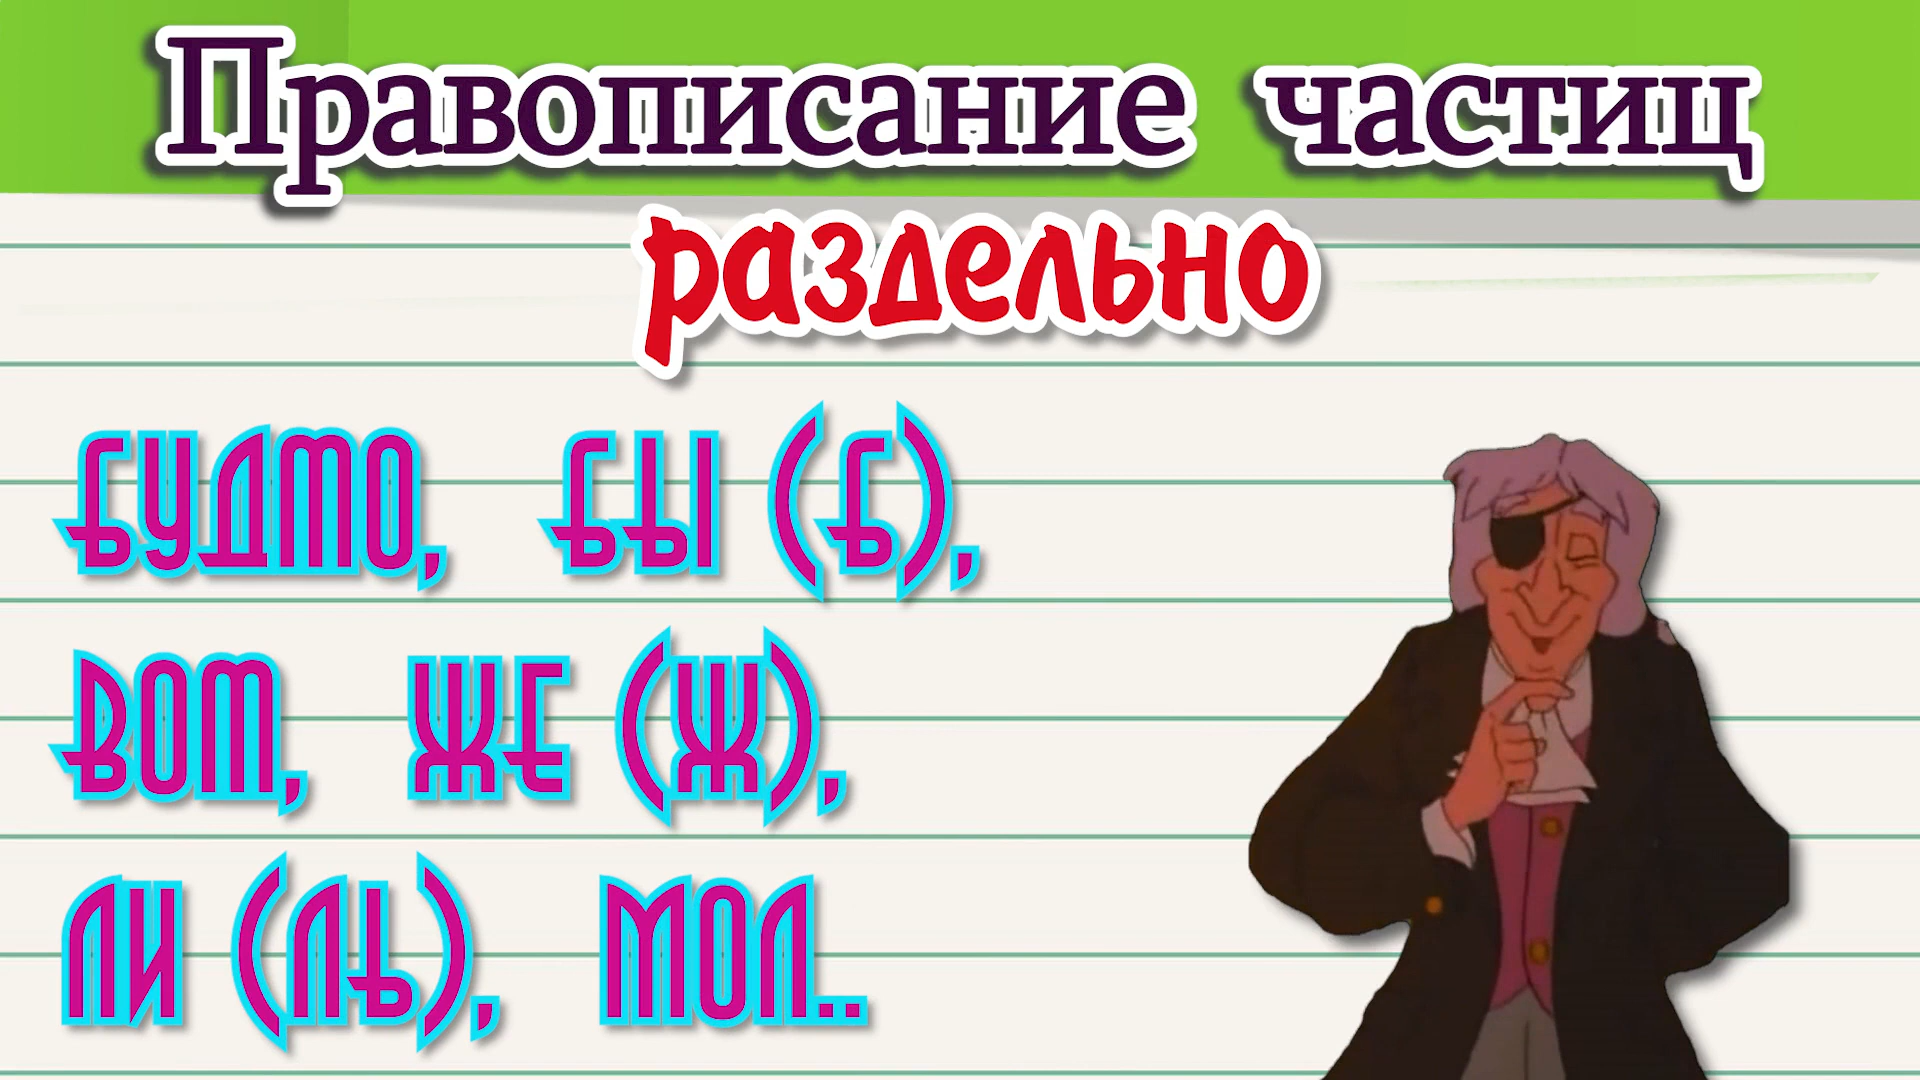 Правописание частиц
раздельно
БУДТО, БЫ (Б),
ВОТ, ЖЕ (Ж),
ЛИ (ЛЬ), МОЛ..